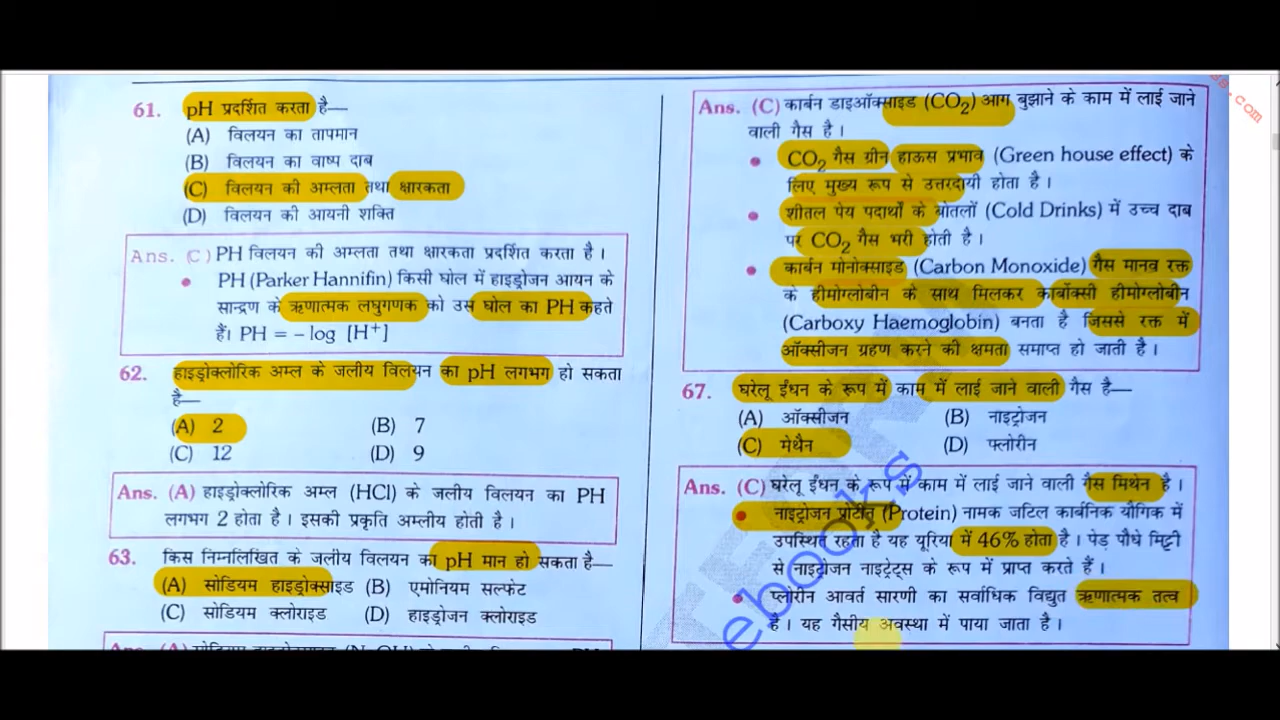 61. pH प्रदर्शित करता है—
(A) विलयन का तापमान
(B) विलयन का वाष्प दाब
(C) विलयन की अम्लता तथा क्षारकता
(D) विलयन की आयनी शक्ति
Ans. (C) PH विलयन की अम्लता तथा क्षारकता प्रदर्शित करता है।
• PH (Parker Hannifin) किसी घोल में हाइड्रोजन आयन के
सान्द्रण के ऋणात्मक लघुगणक को उस घोल का PH कहते
हैं। PH = – log [H⁺]
62. हाइड्रोक्लोरिक अम्ल के जलीय विलयन का pH लगभग हो सकता
है—
(A) 2 (B) 7
(C) 12 (D) 9
Ans. (A) हाइड्रोक्लोरिक अम्ल (HCl) के जलीय विलयन का PH
लगभग 2 होता है। इसकी प्रकृति अम्लीय होती है।
63. किस निम्नलिखित के जलीय विलयन का pH मान हो सकता है—
(A) सोडियम हाइड्रोक्साइड (B) एमोनियम सल्फेट
(C) सोडियम क्लोराइड (D) हाइड्रोजन क्लोराइड
Ans. (C) कार्बन डाइऑक्साइड (CO₂) आग बुझाने के काम में लाई जाने
वाली गैस है।
• CO₂ गैस ग्रीन हाऊस प्रभाव (Green house effect) के
लिए मुख्य रूप से उत्तरदायी होता है।
• शीतल पेय पदार्थों के बोतलों (Cold Drinks) में उच्च दाब
पर CO₂ गैस भरी होती है।
• कार्बन मोनोक्साइड (Carbon Monoxide) गैस मानव रक्त
के हीमोग्लोबीन के साथ मिलकर कार्बोक्सी हीमोग्लोबीन
(Carboxy Haemoglobin) बनता है जिससे रक्त में
ऑक्सीजन ग्रहण करने की क्षमता समाप्त हो जाती है।
67. घरेलू ईंधन के रूप में काम में लाई जाने वाली गैस है—
(A) ऑक्सीजन (B) नाइट्रोजन
(C) मेथैन (D) फ्लोरीन
Ans. (C) घरेलू ईंधन के रूप में काम में लाई जाने वाली गैस मिथेन है।
• नाइट्रोजन प्रोटीन (Protein) नामक जटिल कार्बनिक यौगिक में
उपस्थित रहता है यह यूरिया में 46% होता है। पेड़ पौधे मिट्टी
से नाइट्रोजन नाइट्रेट्स के रूप में प्राप्त करते हैं।
• प्लोरीन आवर्त सारणी का सर्वाधिक विद्युत ऋणात्मक तत्व
है। यह गैसीय अवस्था में पाया जाता है।
ebooks